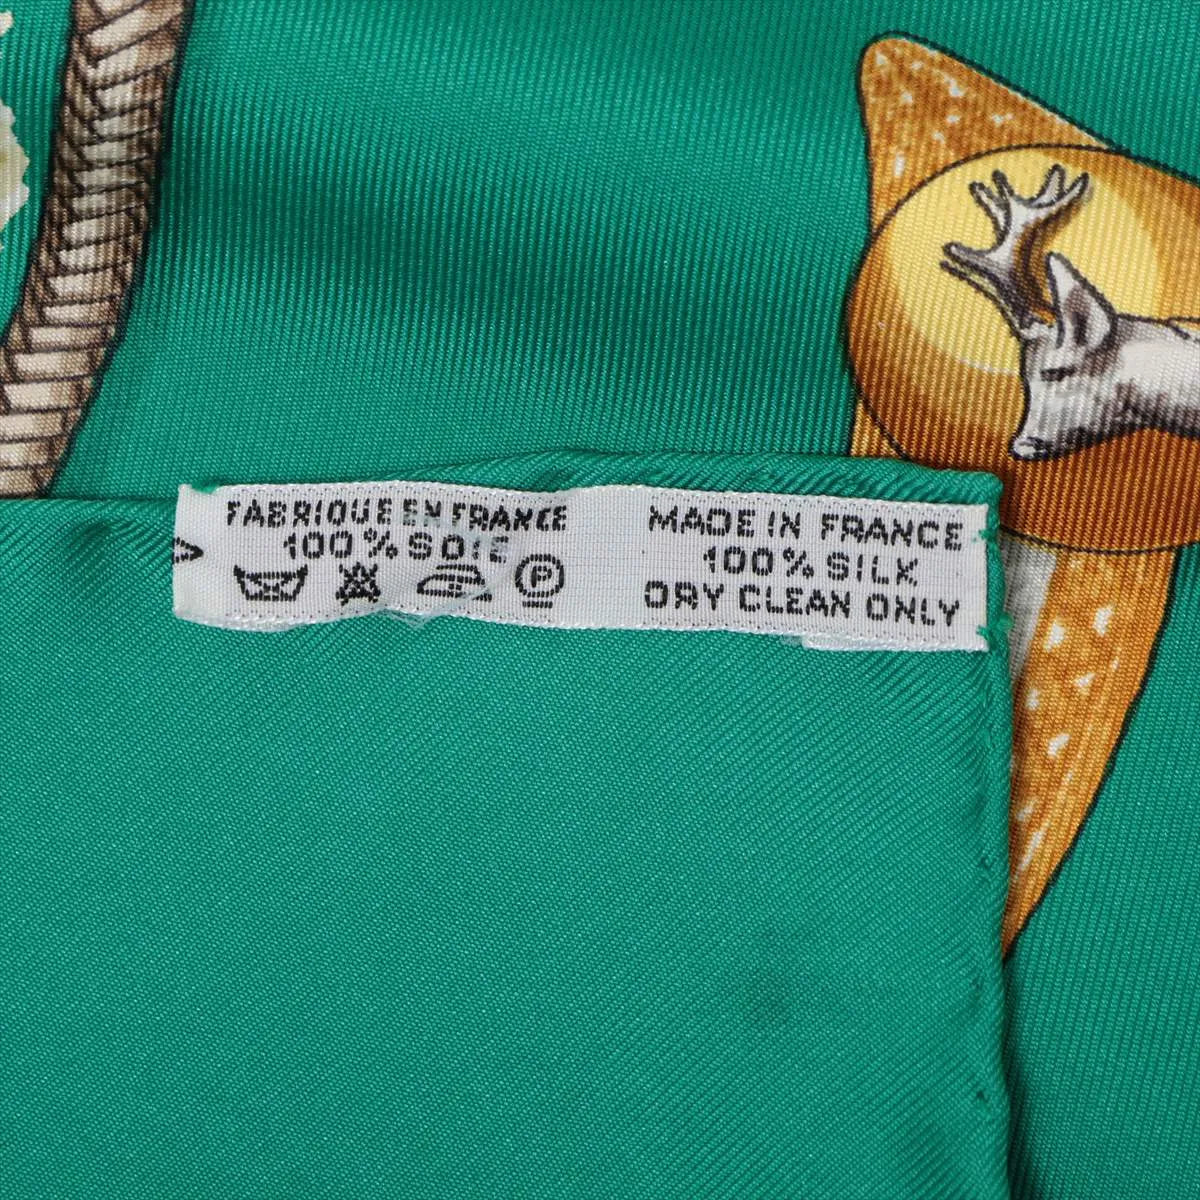 FABRIQUE EN FRANCE
100% SOIE
P
MADE IN FRANCE
100% SILK
DRY CLEAN ONLY